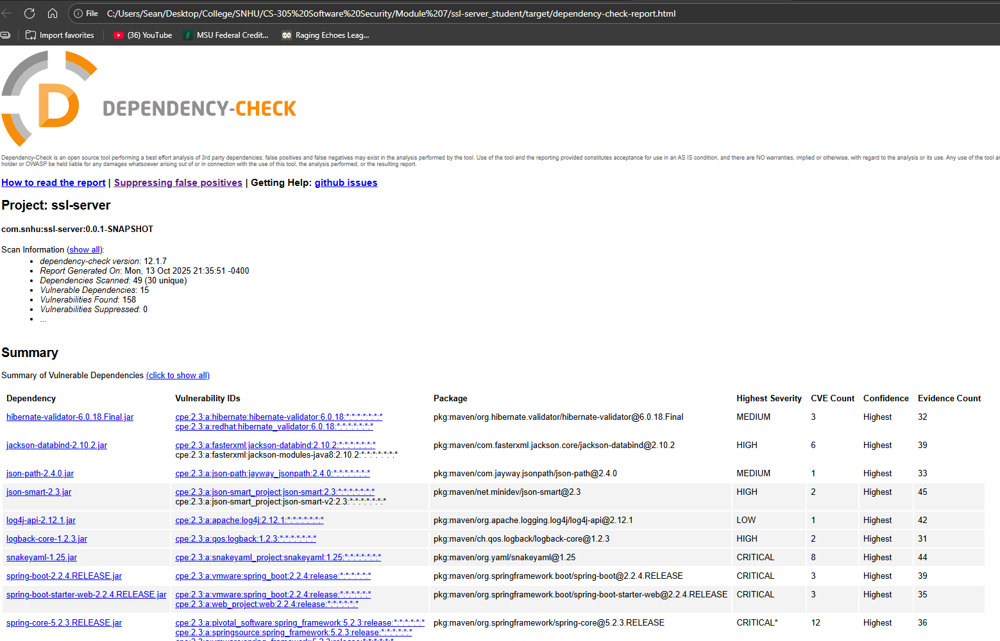 File C:/Users/Sean/Desktop/College/SNHU/CS-305%20Software%20Security/Module%207/ssl-server_student/target/dependency-check-report.html
Import favorites (36) YouTube MSU Federal Credit... Raging Echoes Leag...
D
DEPENDENCY-CHECK
Dependency-Check is an open source tool performing a best effort analysis of 3rd party dependencies; false positives and false negatives may exist in the analysis performed by the tool. Use of the tool and the reporting provided constitutes acceptance for use in an AS IS condition, and there are NO warranties, implied or otherwise, with regard to the analysis or its use. Any use of the tool
holder or OWASP be held liable for any damages whatsoever arising out of or in connection with the use of this tool, the analysis performed, or the resulting report.
How to read the report | Suppressing false positives | Getting Help: github issues
Project: ssl-server
com.snhu:ssl-server:0.0.1-SNAPSHOT
Scan Information (show all):
• dependency-check version: 12.1.7
• Report Generated On: Mon, 13 Oct 2025 21:35:51 -0400
• Dependencies Scanned: 49 (30 unique)
• Vulnerable Dependencies: 15
• Vulnerabilities Found: 158
• Vulnerabilities Suppressed: 0
• ...
Summary
Summary of Vulnerable Dependencies (click to show all)
Dependency Vulnerability IDs Package Highest Severity CVE Count Confidence Evidence Count
hibernate-validator-6.0.18.Final.jar cpe:2.3:a:hibernate:hibernate-validator:6.0.18:*:*:*:*:*:*:* pkg:maven/org.hibernate.validator/hibernate-validator@6.0.18.Final MEDIUM 3 Highest 32
cpe:2.3:a:redhat:hibernate_validator:6.0.18:*:*:*:*:*:*:*
jackson-databind-2.10.2.jar cpe:2.3:a:fasterxml:jackson-databind:2.10.2:*:*:*:*:*:*:* pkg:maven/com.fasterxml.jackson.core/jackson-databind@2.10.2 HIGH 6 Highest 39
cpe:2.3:a:fasterxml:jackson-modules-java8:2.10.2:*:*:*:*:*:*:*
json-path-2.4.0.jar cpe:2.3:a:json-path:jayway_jsonpath:2.4.0:*:*:*:*:*:*:* pkg:maven/com.jayway.jsonpath/json-path@2.4.0 MEDIUM 1 Highest 33
json-smart-2.3.jar cpe:2.3:a:json-smart_project:json-smart:2.3:*:*:*:*:*:*:* pkg:maven/net.minidev/json-smart@2.3 HIGH 2 Highest 45
cpe:2.3:a:json-smart_project:json-smart-v2:2.3:*:*:*:*:*:*:*
log4j-api-2.12.1.jar cpe:2.3:a:apache:log4j:2.12.1:*:*:*:*:*:*:* pkg:maven/org.apache.logging.log4j/log4j-api@2.12.1 LOW 1 Highest 42
logback-core-1.2.3.jar cpe:2.3:a:qos:logback:1.2.3:*:*:*:*:*:*:* pkg:maven/ch.qos.logback/logback-core@1.2.3 HIGH 2 Highest 31
snakeyaml-1.25.jar cpe:2.3:a:snakeyaml_project:snakeyaml:1.25:*:*:*:*:*:*:* pkg:maven/org.yaml/snakeyaml@1.25 CRITICAL 8 Highest 44
spring-boot-2.2.4.RELEASE.jar cpe:2.3:a:vmware:spring_boot:2.2.4:release:*:*:*:*:*:* pkg:maven/org.springframework.boot/spring-boot@2.2.4.RELEASE CRITICAL 3 Highest 39
spring-boot-starter-web-2.2.4.RELEASE.jar cpe:2.3:a:vmware:spring_boot:2.2.4:release:*:*:*:*:*:* pkg:maven/org.springframework.boot/spring-boot-starter-web@2.2.4.RELEASE CRITICAL 3 Highest 35
cpe:2.3:a:web_project:web:2.2.4:release:*:*:*:*:*:*
spring-core-5.2.3.RELEASE.jar cpe:2.3:a:pivotal_software:spring_framework:5.2.3:release:*:*:*:*:*:* pkg:maven/org.springframework/spring-core@5.2.3.RELEASE CRITICAL* 12 Highest 36
cpe:2.3:a:springsource:spring_framework:5.2.3:release:*:*:*:*:*:*
cpe:2.3:a:vmware:spring_framework:5.2.3:release:*:*:*:*:*:*